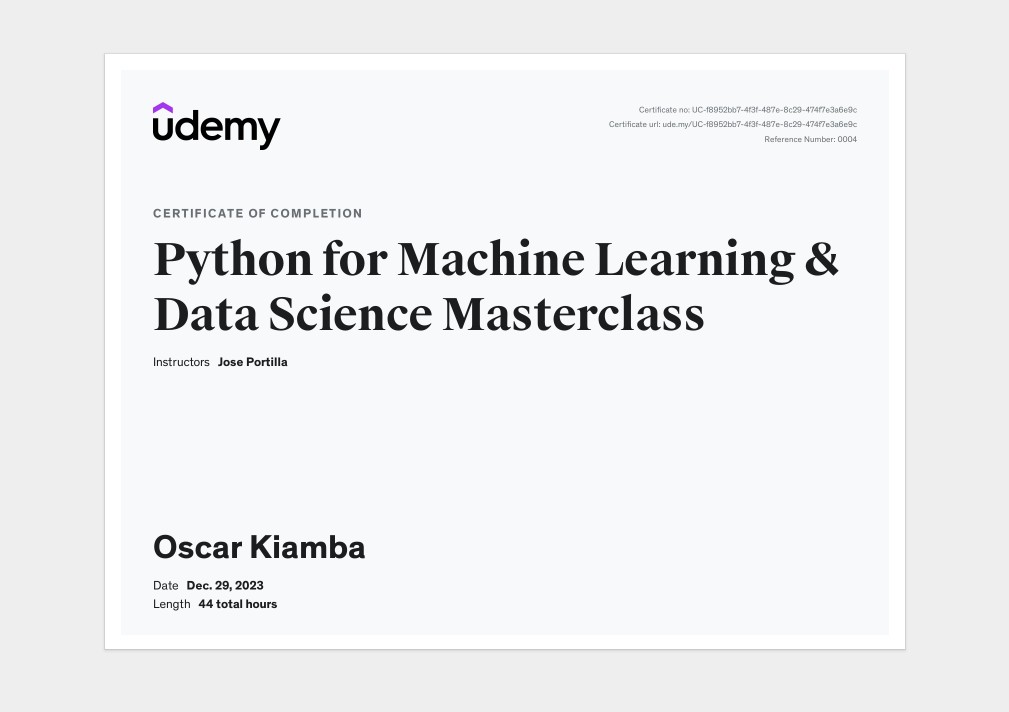 udemy
Certificate no: UC-f8952bb7-4f3f-487e-8c29-474f7e3a6e9c
Certificate url: ude.my/UC-f8952bb7-4f3f-487e-8c29-474f7e3a6e9c
Reference Number: 0004
CERTIFICATE OF COMPLETION
Python for Machine Learning &
Data Science Masterclass
Instructors Jose Portilla
Oscar Kiamba
Date Dec. 29, 2023
Length 44 total hours